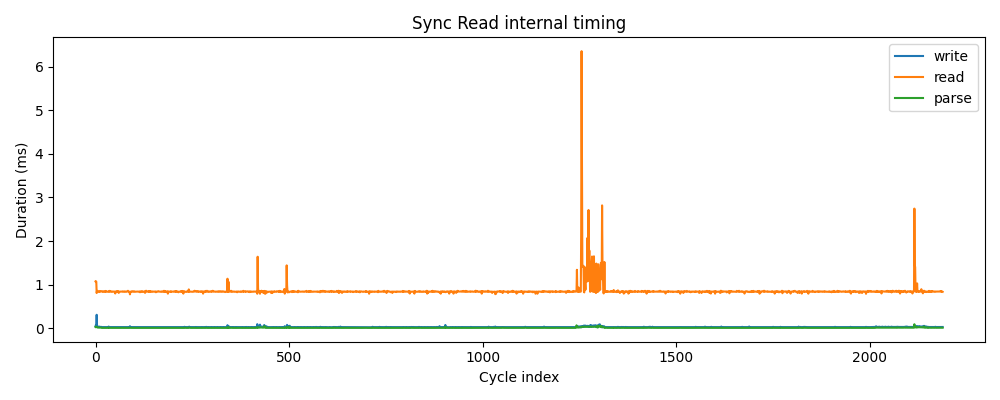 Sync Read internal timing
write
read
parse
Duration (ms)
6
5
4
3
2
1
0
0 500 1000 1500 2000
Cycle index